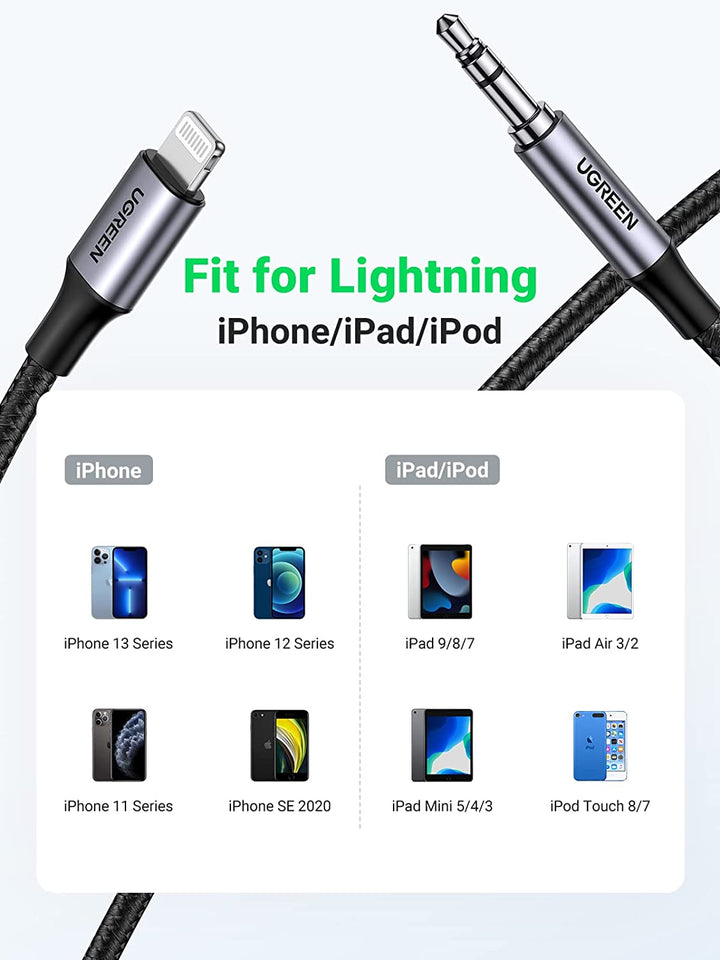 UGREEN
UGREEN
Fit for Lightning
iPhone/iPad/iPod
iPhone
iPhone 13 Series
iPhone 12 Series
iPhone 11 Series
iPhone SE 2020
iPad/iPod
iPad 9/8/7
iPad Air 3/2
iPad Mini 5/4/3
iPod Touch 8/7